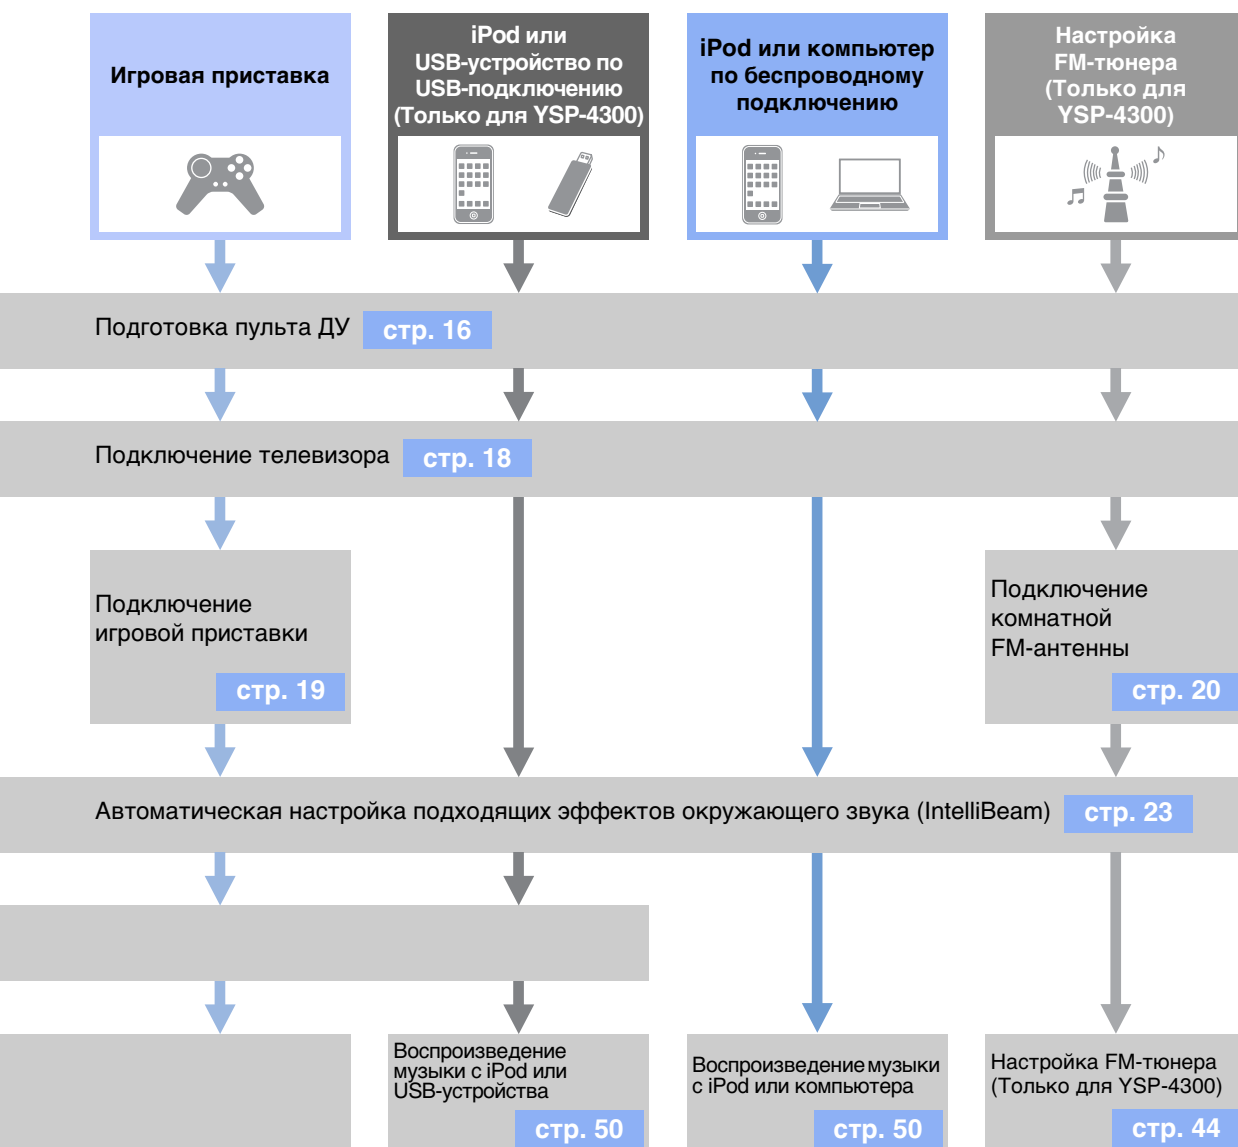 Игровая приставка
iPod или
USB-устройство по
USB-подключению
(Только для YSP-4300)
iPod или компьютер
по беспроводному
подключению
Настройка
FM-тюнера
(Только для
YSP-4300)
Подготовка пульта ДУ стр. 16
Подключение телевизора стр. 18
Подключение
игровой приставки
стр. 19
Подключение
комнатной
FM-антенны
стр. 20
Автоматическая настройка подходящих эффектов окружающего звука (IntelliBeam) стр. 23
Воспроизведение
музыки с iPod или
USB-устройства
стр. 50
Воспроизведение музыки
с iPod или компьютера
стр. 50
Настройка FM-тюнера
(Только для YSP-4300)
стр. 44